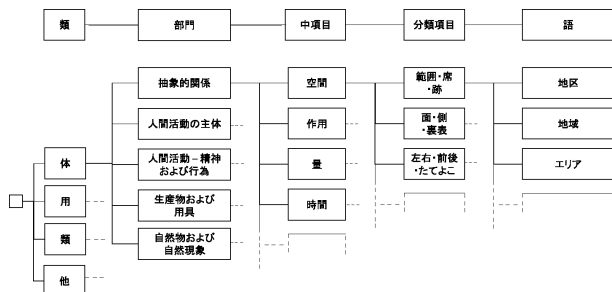 類
部門
中項目
分類項目
語
抽象的関係
空間
範囲・席
・跡
地区
人間活動の主体
作用
面・側
・裏表
地域
体
人間活動－精神
および行為
量
左右・前後
・たてよこ
エリア
用
生産物および
用具
時間
類
自然物および
自然現象
他